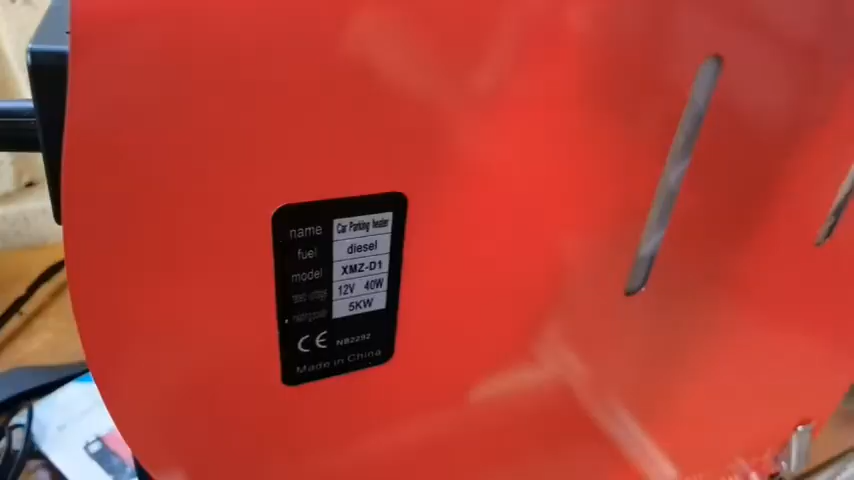 name Car Parking heater
fuel diesel
model XMZ-D1
12V 40W
5KW
CE NB2292
Made in China